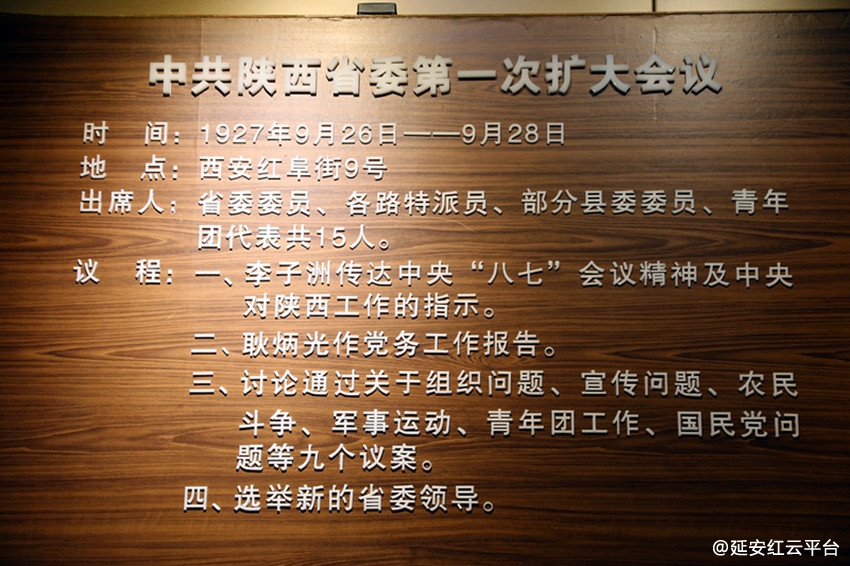 中共陕西省委第一次扩大会议
时　间：1927年9月26日——9月28日
地　点：西安红阜街9号
出席人：省委委员、各路特派员、部分县委委员、青年
团代表共15人。
议　程：一、李子洲传达中央“八七”会议精神及中央
对陕西工作的指示。
二、耿炳光作党务工作报告。
三、讨论通过关于组织问题、宣传问题、农民
斗争、军事运动、青年团工作、国民党问
题等九个议案。
四、选举新的省委领导。
@延安红云平台